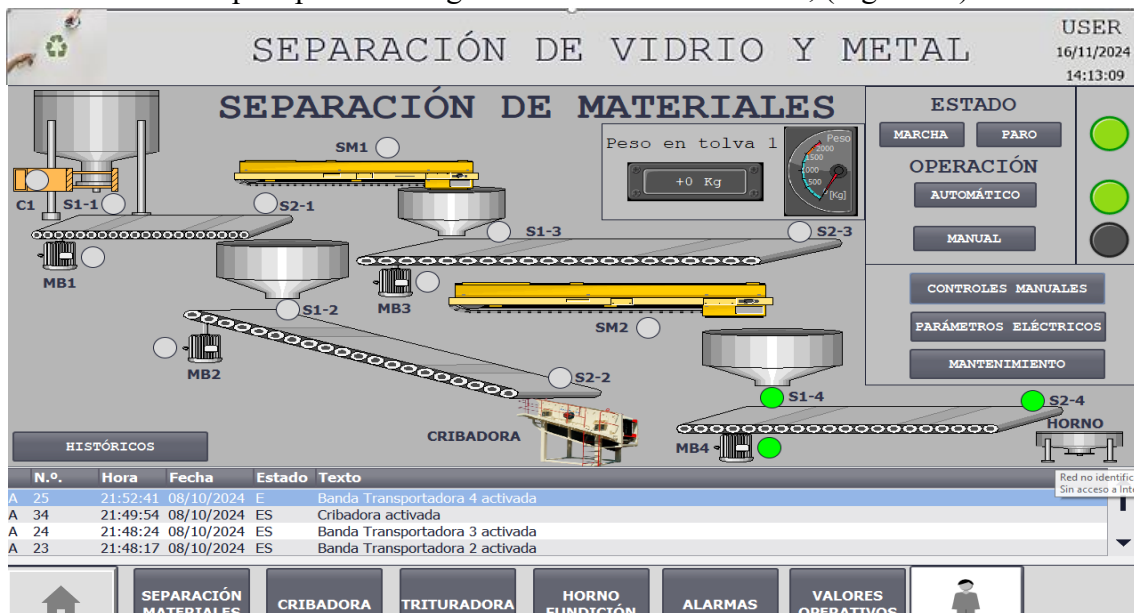 SEPARACIÓN DE VIDRIO Y METAL
USER
16/11/2024
14:13:09
SEPARACIÓN DE MATERIALES
ESTADO
MARCHA
PARO
OPERACIÓN
AUTOMÁTICO
MANUAL
CONTROLES MANUALES
PARÁMETROS ELÉCTRICOS
MANTENIMIENTO
Peso en tolva 1
+0 Kg
Peso
2000
1500
1000
500
[Kg]
SM1
C1
S1-1
S2-1
S1-3
S2-3
MB1
S1-2
MB3
SM2
MB2
S2-2
S1-4
S2-4
HORNO
CRIBADORA
MB4
HISTÓRICOS
N.º. Hora Fecha Estado Texto
A 25 21:52:41 08/10/2024 E Banda Transportadora 4 activada
A 34 21:49:54 08/10/2024 ES Cribadora activada
A 24 21:48:24 08/10/2024 ES Banda Transportadora 3 activada
A 23 21:48:17 08/10/2024 ES Banda Transportadora 2 activada
Red no identific
Sin acceso a Int
SEPARACIÓN
MATERIALES
CRIBADORA
TRITURADORA
HORNO
FUNDICIÓN
ALARMAS
VALORES
OPERATIVOS